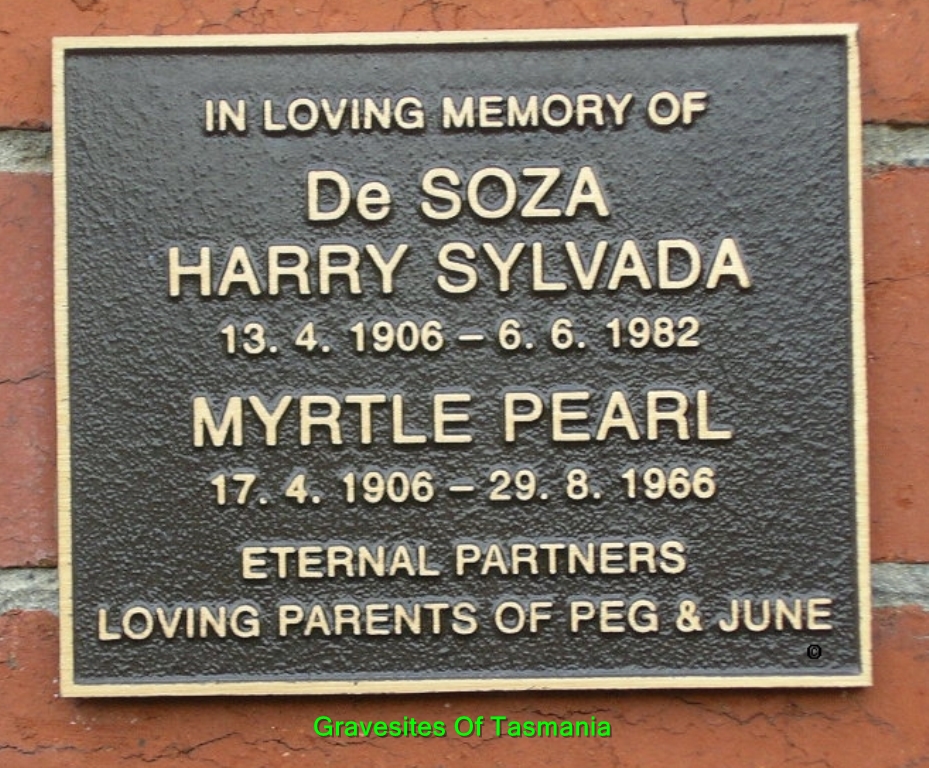 IN LOVING MEMORY OF
De SOZA
HARRY SYLVADA
13. 4. 1906 – 6. 6. 1982
MYRTLE PEARL
17. 4. 1906 – 29. 8. 1966
ETERNAL PARTNERS
LOVING PARENTS OF PEG & JUNE
©
Gravesites Of Tasmania